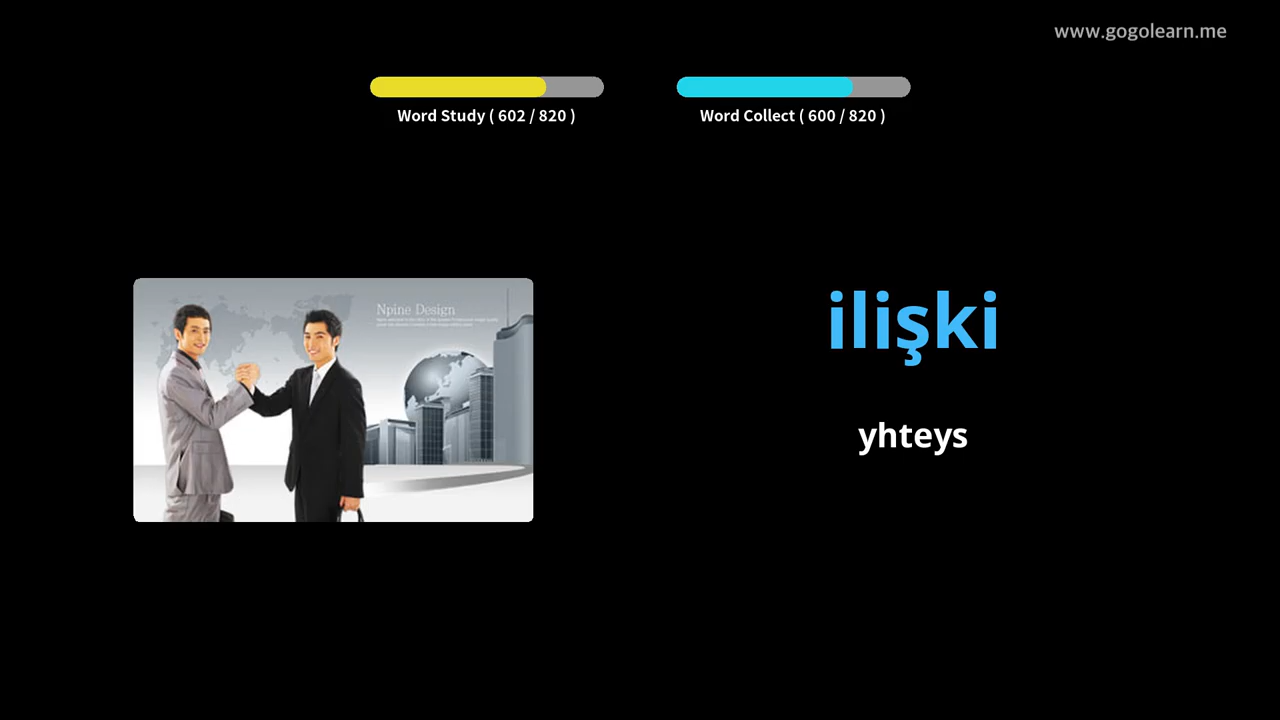 www.gogolearn.me
Word Study ( 602 / 820 )
Word Collect ( 600 / 820 )
Npine Design
ilişki
yhteys